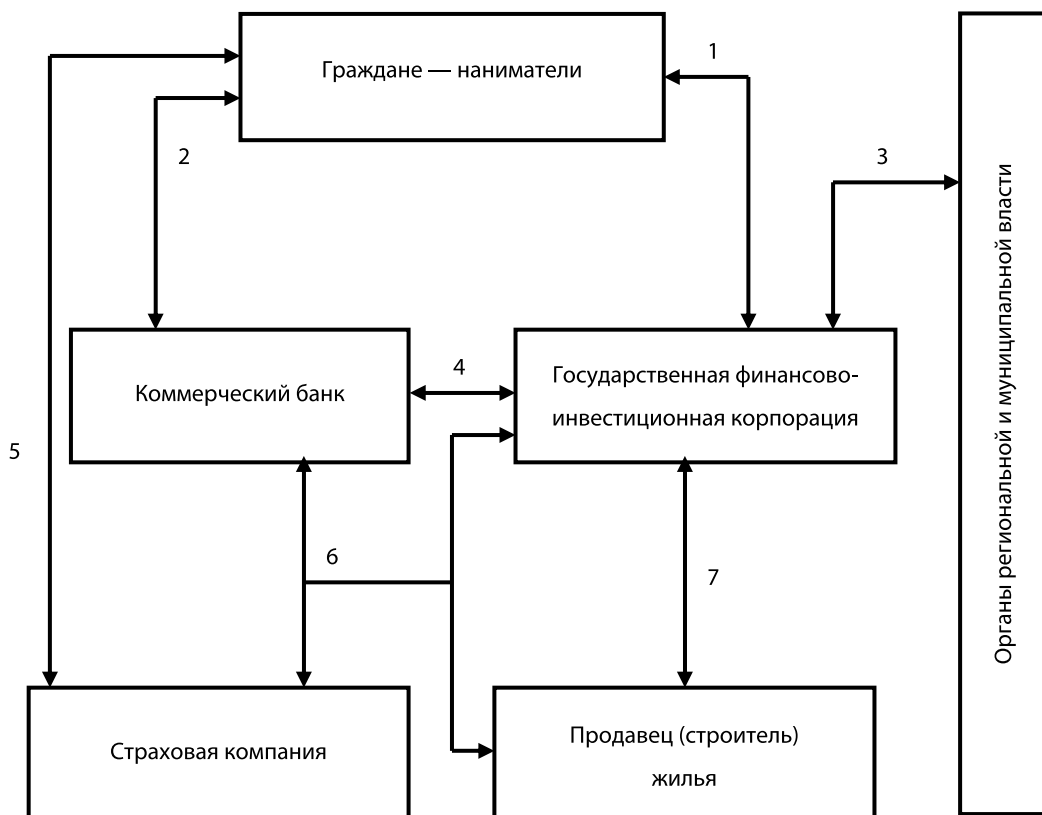 Граждане — наниматели
1
2
3
Органы региональной и муниципальной власти
Коммерческий банк
4
Государственная финансово-
инвестиционная корпорация
5
6
7
Страховая компания
Продавец (строитель)
жилья